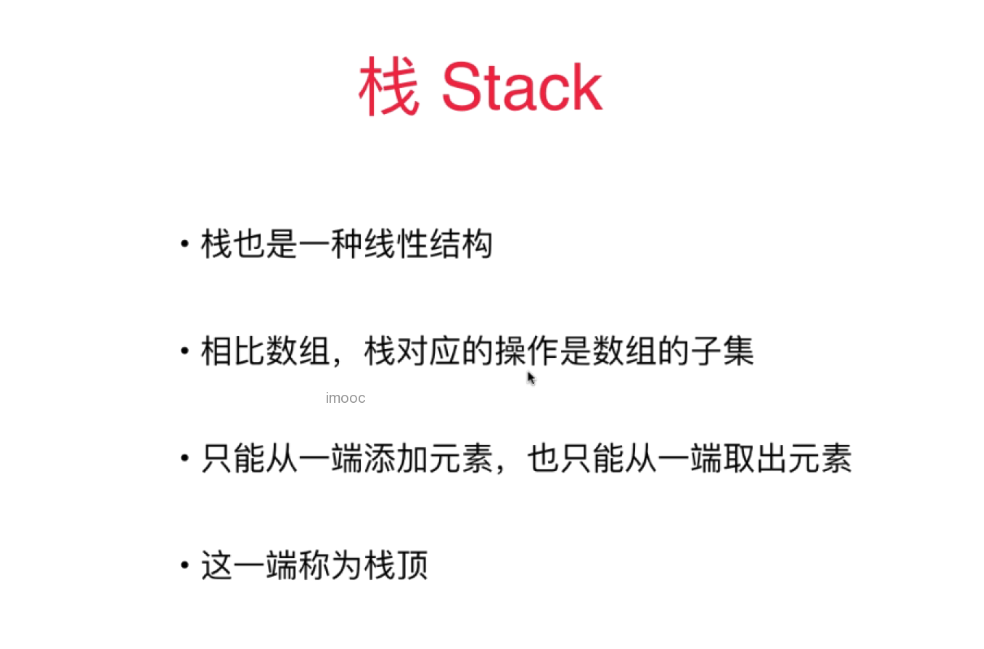 栈 Stack
• 栈也是一种线性结构
• 相比数组，栈对应的操作是数组的子集
imooc
• 只能从一端添加元素，也只能从一端取出元素
• 这一端称为栈顶